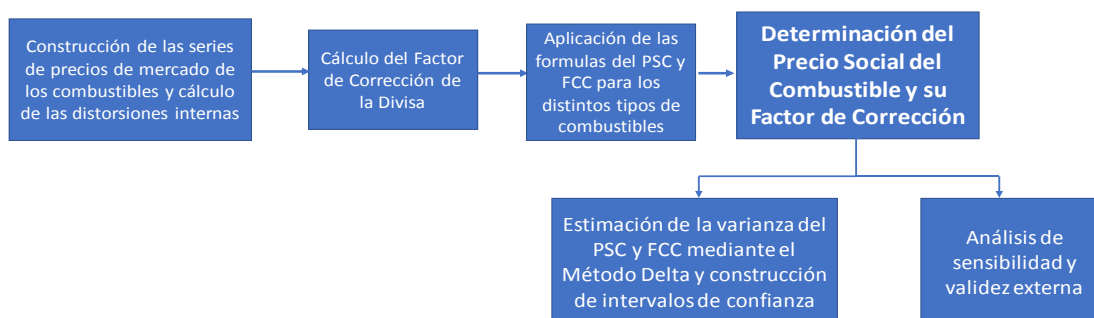 Construcción de las series
de precios de mercado de
los combustibles y cálculo
de las distorsiones internas
Cálculo del Factor
de Corrección de
la Divisa
Aplicación de las
formulas del PSC y
FCC para los
distintos tipos de
combustibles
Determinación del
Precio Social del
Combustible y su
Factor de Corrección
Estimación de la varianza del
PSC y FCC mediante el
Método Delta y construcción
de intervalos de confianza
Análisis de
sensibilidad y
validez externa